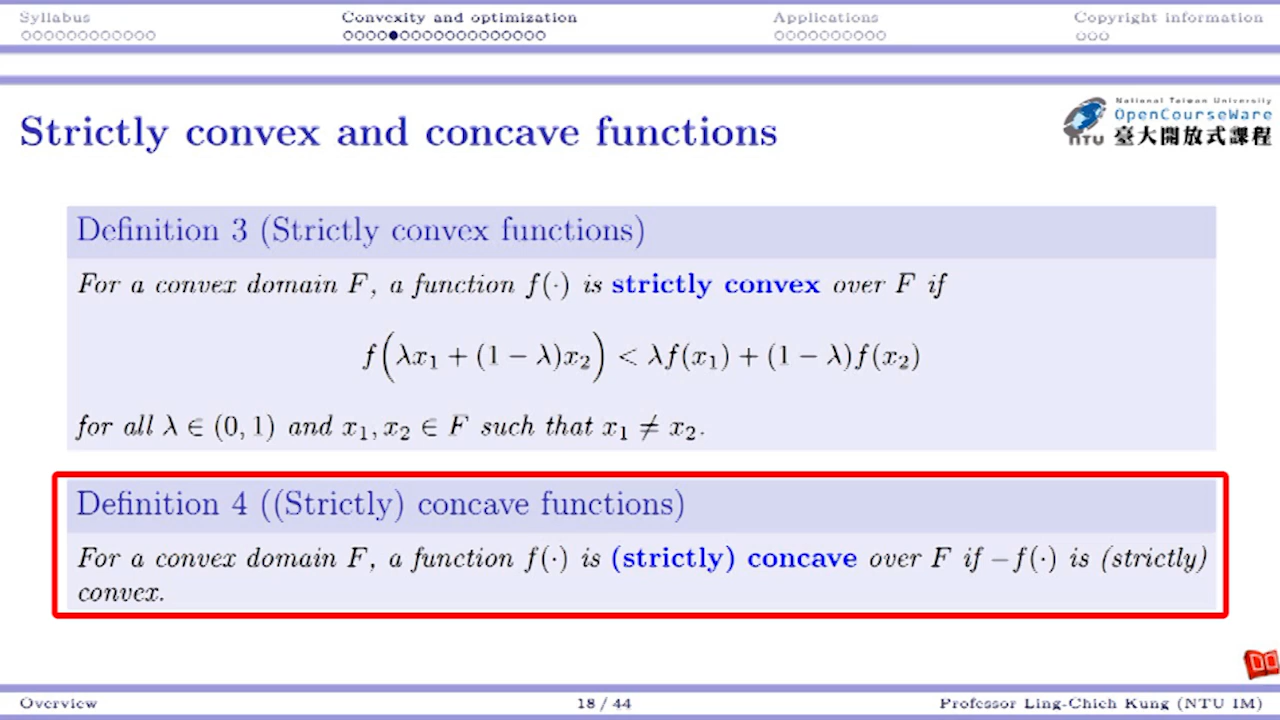 Syllabus
Convexity and optimization
Applications
Copyright information
Strictly convex and concave functions
National Taiwan University
OpenCourseWare
NTU 臺大開放式課程
Definition 3 (Strictly convex functions)
For a convex domain F, a function f(·) is strictly convex over F if
f(λx₁ + (1 − λ)x₂) < λf(x₁) + (1 − λ)f(x₂)
for all λ ∈ (0, 1) and x₁, x₂ ∈ F such that x₁ ≠ x₂.
Definition 4 ((Strictly) concave functions)
For a convex domain F, a function f(·) is (strictly) concave over F if −f(·) is (strictly)
convex.
Overview
18 / 44
Professor Ling-Chieh Kung (NTU IM)